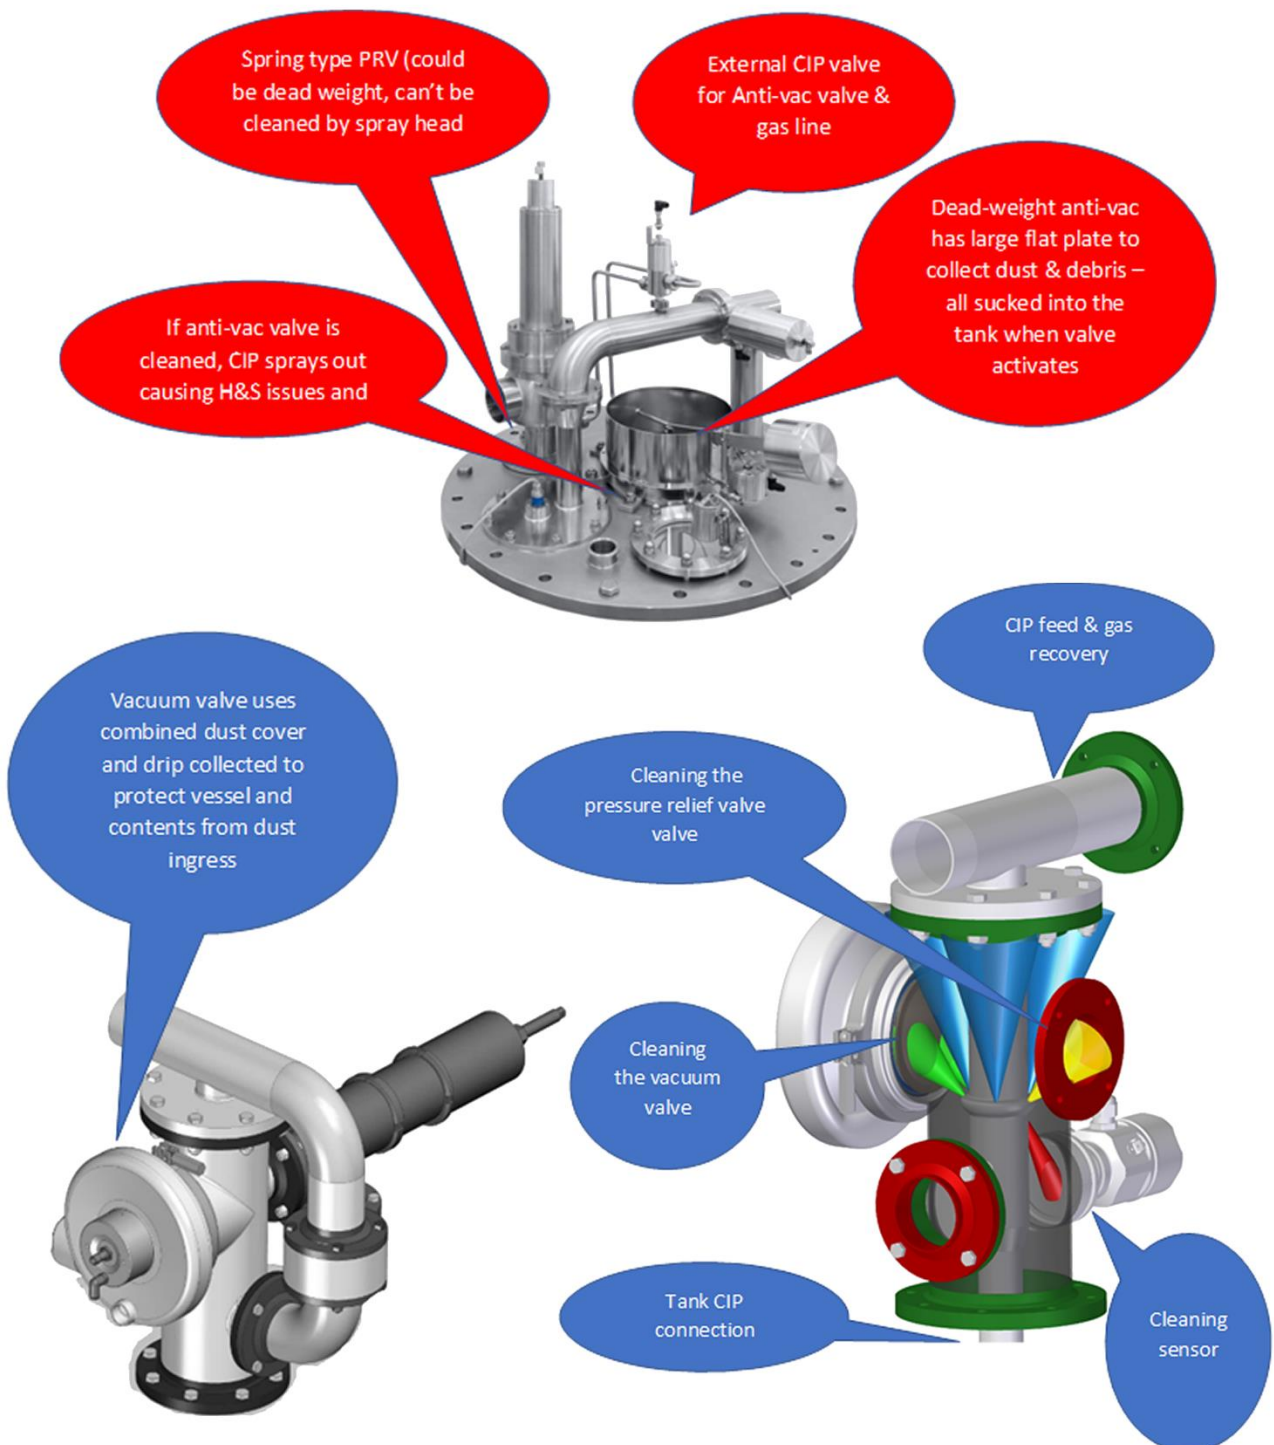 Spring type PRV (could
be dead weight, can't be
cleaned by spray head
External CIP valve
for Anti-vac valve &
gas line
Dead-weight anti-vac
has large flat plate to
collect dust & debris –
all sucked into the
tank when valve
activates
If anti-vac valve is
cleaned, CIP sprays out
causing H&S issues and
CIP feed & gas
recovery
Vacuum valve uses
combined dust cover
and drip collected to
protect vessel and
contents from dust
ingress
Cleaning the
pressure relief valve
valve
Cleaning
the vacuum
valve
Tank CIP
connection
Cleaning
sensor